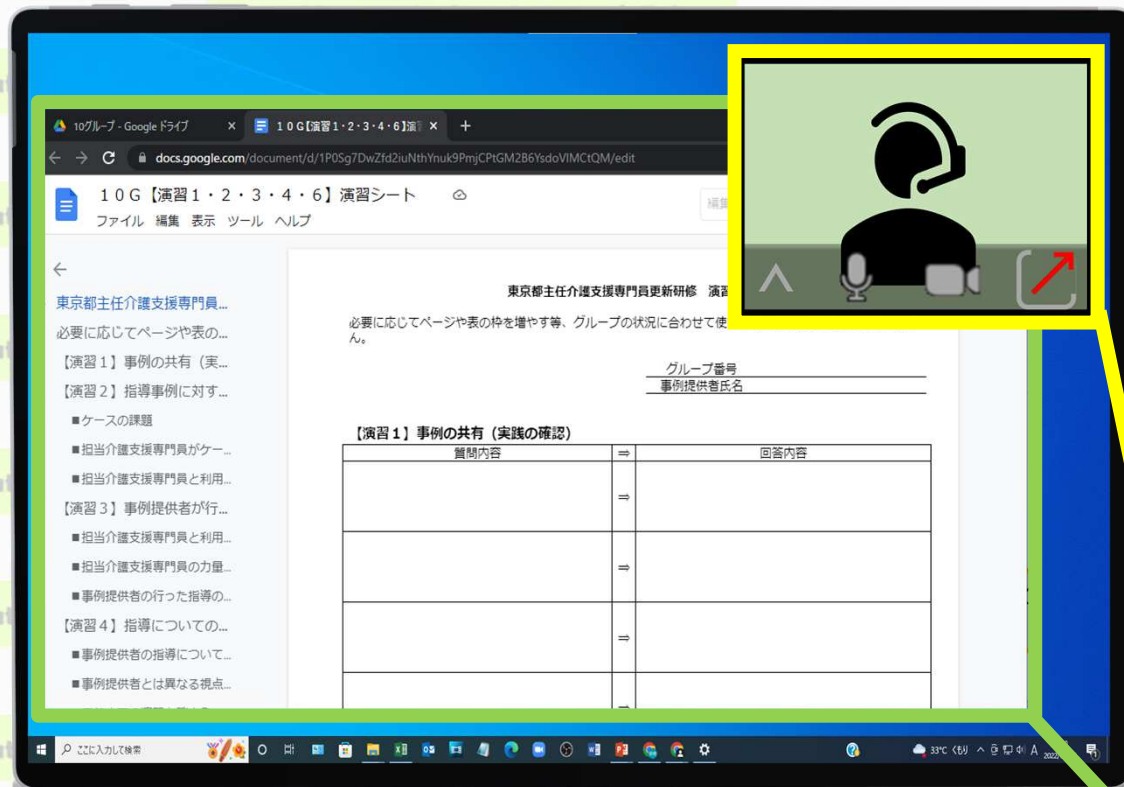 10グループ - Google ドライブ
10G【演習1・2・3・4・6】演
docs.google.com/document/d/1P0Sg7DwZfd2iuNthYnuk9PmjCPtGM2B6YsdoVIMCtQM/edit
10G【演習1・2・3・4・6】演習シート
ファイル 編集 表示 ツール ヘルプ
東京都主任介護支援専門員...
必要に応じてページや表の...
【演習1】事例の共有（実...
【演習2】指導事例に対す...
■ケースの課題
■担当介護支援専門員がケー...
■担当介護支援専門員と利用...
【演習3】事例提供者が行...
■担当介護支援専門員と利用...
■担当介護支援専門員の力量...
■事例提供者の行った指導の...
【演習4】指導についての...
■事例提供者の指導について...
■事例提供者とは異なる視点...
東京都主任介護支援専門員更新研修 演習
必要に応じてページや表の枠を増やす等、グループの状況に合わせて使
ん。
グループ番号
事例提供者氏名
【演習1】事例の共有（実践の確認）
質問内容 ⇒ 回答内容
⇒
⇒
⇒
ここに入力して検索
33°C くもり A